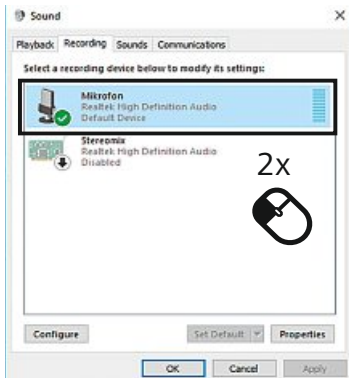 Sound
Playback Recording Sounds Communications
Select a recording device below to modify its settings:
Mikrofon
Realtek High Definition Audio
Default Device
Stereomix
Realtek High Definition Audio
Disabled
2x
Configure Set Default Properties
OK Cancel Apply